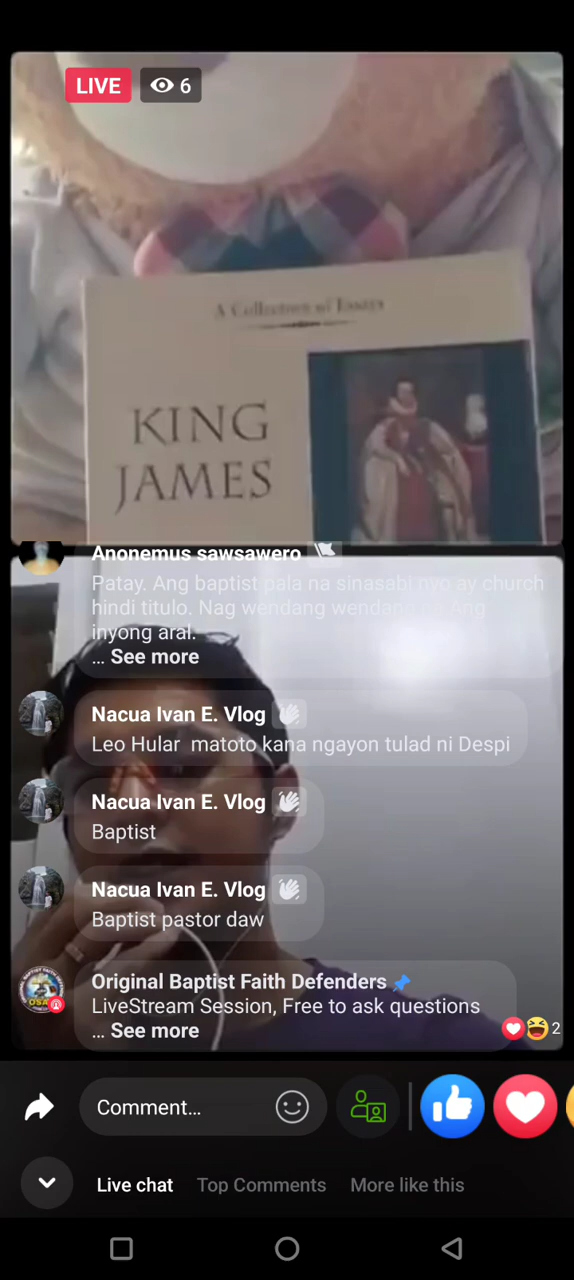 LIVE
6
A Collection of Essays
KING
JAMES
Anonemus sawsawero
Patay. Ang baptist pala na sinasabi nyo ay church
hindi titulo. Nag wendang wendang na Ang
inyong aral.
... See more
Nacua Ivan E. Vlog
Leo Hular matoto kana ngayon tulad ni Despi
Nacua Ivan E. Vlog
Baptist
Nacua Ivan E. Vlog
Baptist pastor daw
Original Baptist Faith Defenders
LiveStream Session, Free to ask questions
... See more
2
Comment...
Live chat
Top Comments
More like this